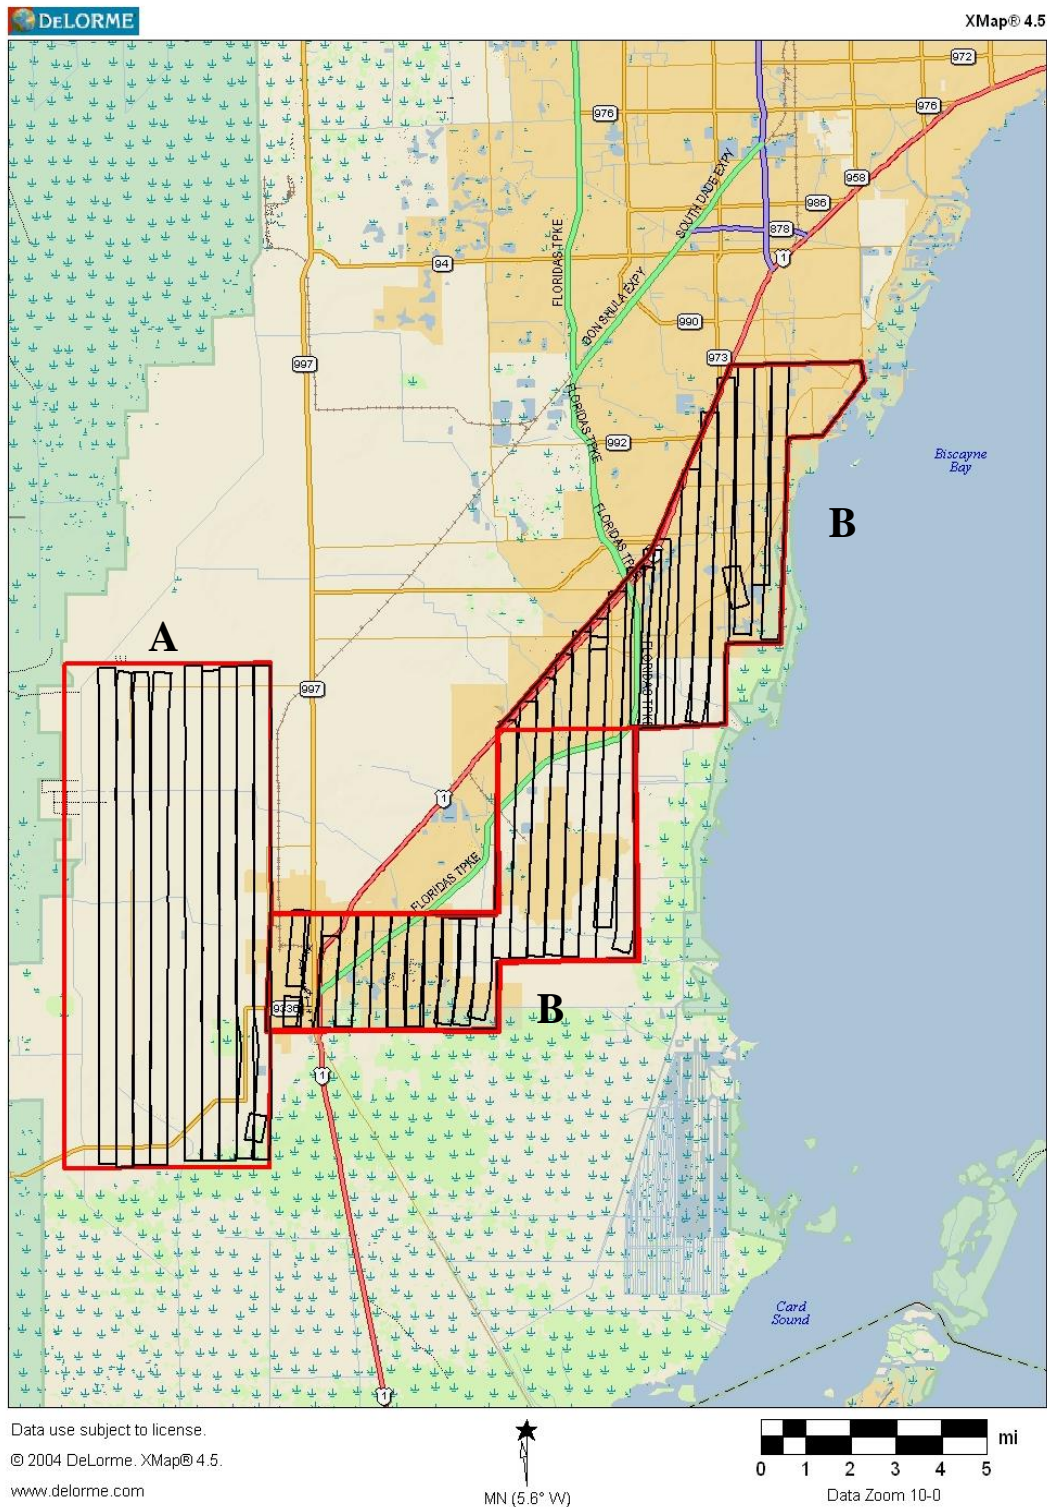 DELORME
XMap® 4.5
972
976
976
SOUTH DADE EXPY
958
986
878
FLORIDAS TPKE
94
1
DON SHULA EXPY
990
997
973
FLORIDAS TPKE
992
Biscayne
Bay
FLORIDAS TPKE
B
A
FLORIDAS TPKE
997
1
FLORIDAS TPKE
9336
B
1
Card
Sound
1
Data use subject to license.
© 2004 DeLorme. XMap® 4.5.
www.delorme.com
MN (5.6° W)
mi
0 1 2 3 4 5
Data Zoom 10-0